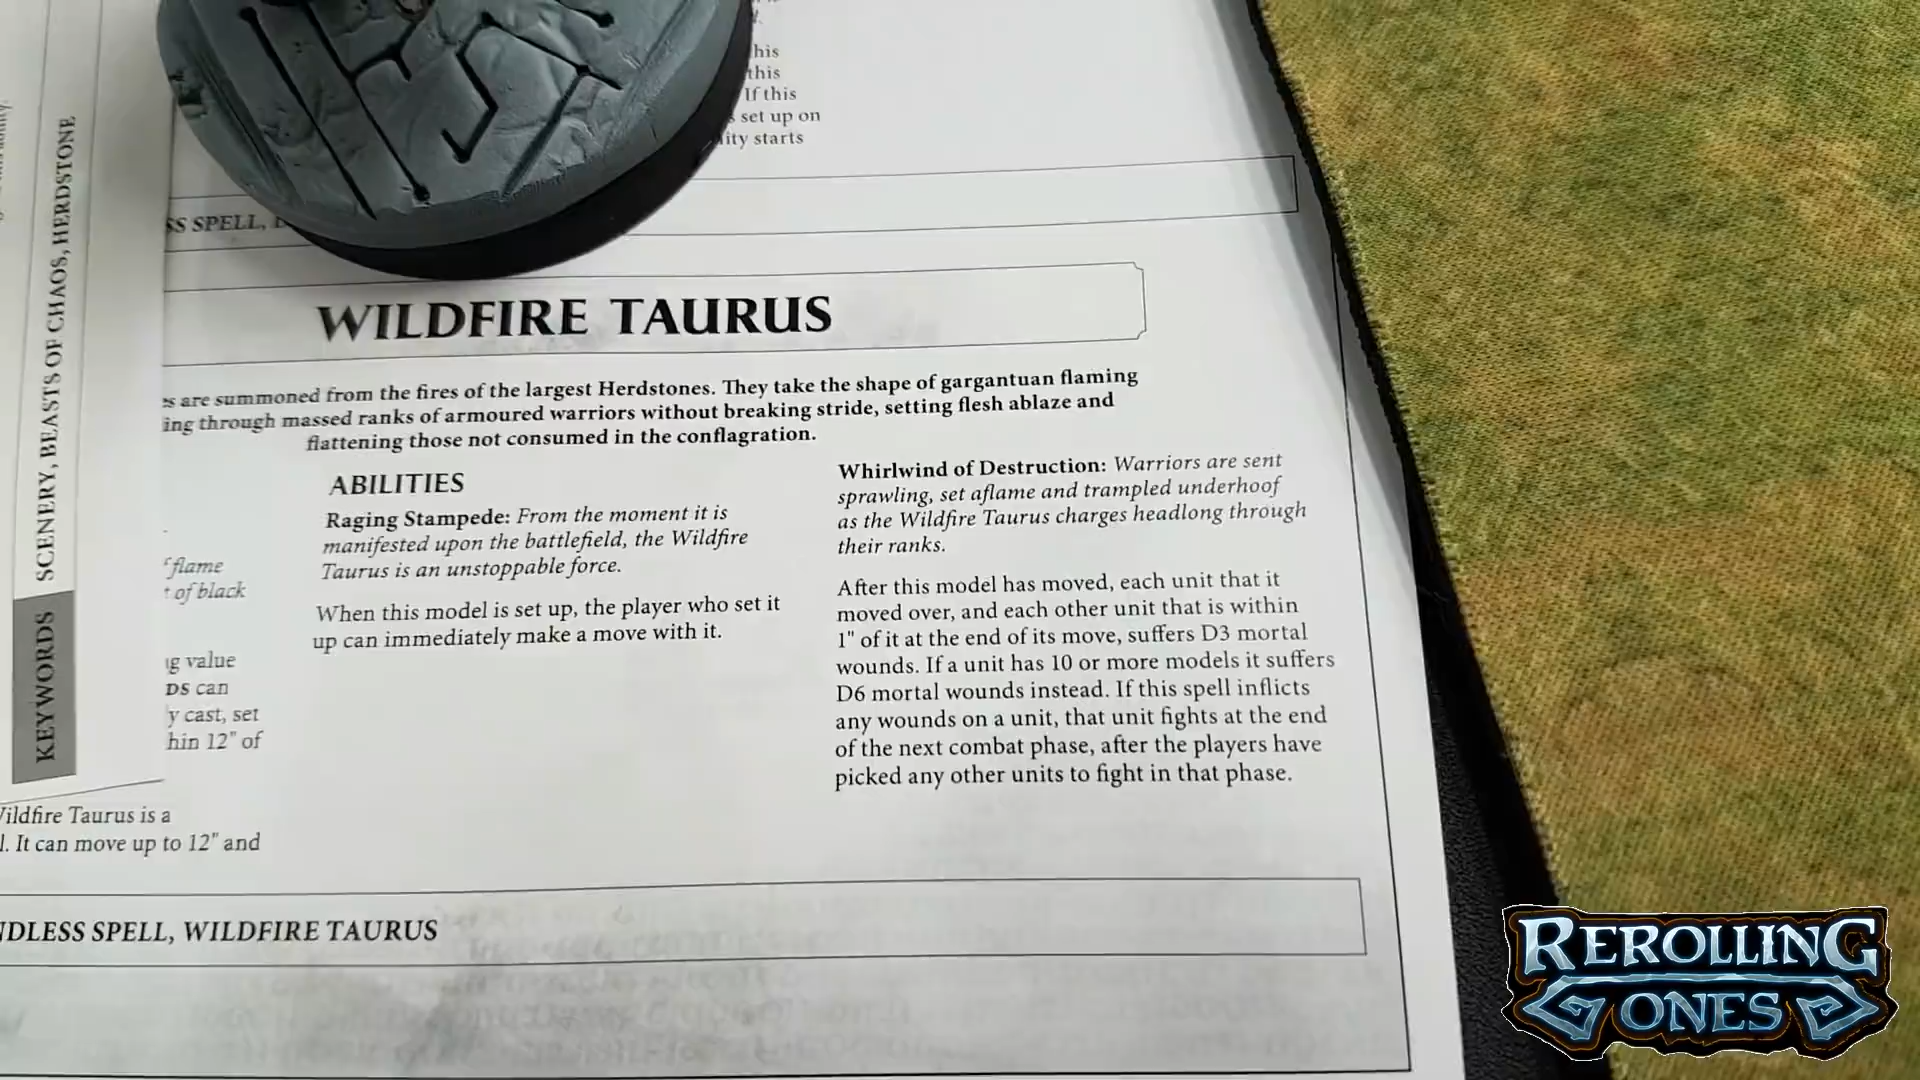 his
this
If this
set up on
ity starts
SS SPELL,
SCENERY, BEASTS OF CHAOS, HERDSTONE
KEYWORDS
WILDFIRE TAURUS
are summoned from the fires of the largest Herdstones. They take the shape of gargantuan flaming
ing through massed ranks of armoured warriors without breaking stride, setting flesh ablaze and
flattening those not consumed in the conflagration.
flame
of black
g value
DS can
y cast, set
hin 12" of
Wildfire Taurus is a
l. It can move up to 12" and
ABILITIES
Raging Stampede: From the moment it is
manifested upon the battlefield, the Wildfire
Taurus is an unstoppable force.
When this model is set up, the player who set it
up can immediately make a move with it.
Whirlwind of Destruction: Warriors are sent
sprawling, set aflame and trampled underhoof
as the Wildfire Taurus charges headlong through
their ranks.
After this model has moved, each unit that it
moved over, and each other unit that is within
1" of it at the end of its move, suffers D3 mortal
wounds. If a unit has 10 or more models it suffers
D6 mortal wounds instead. If this spell inflicts
any wounds on a unit, that unit fights at the end
of the next combat phase, after the players have
picked any other units to fight in that phase.
NDLESS SPELL, WILDFIRE TAURUS
REROLLING
ONES